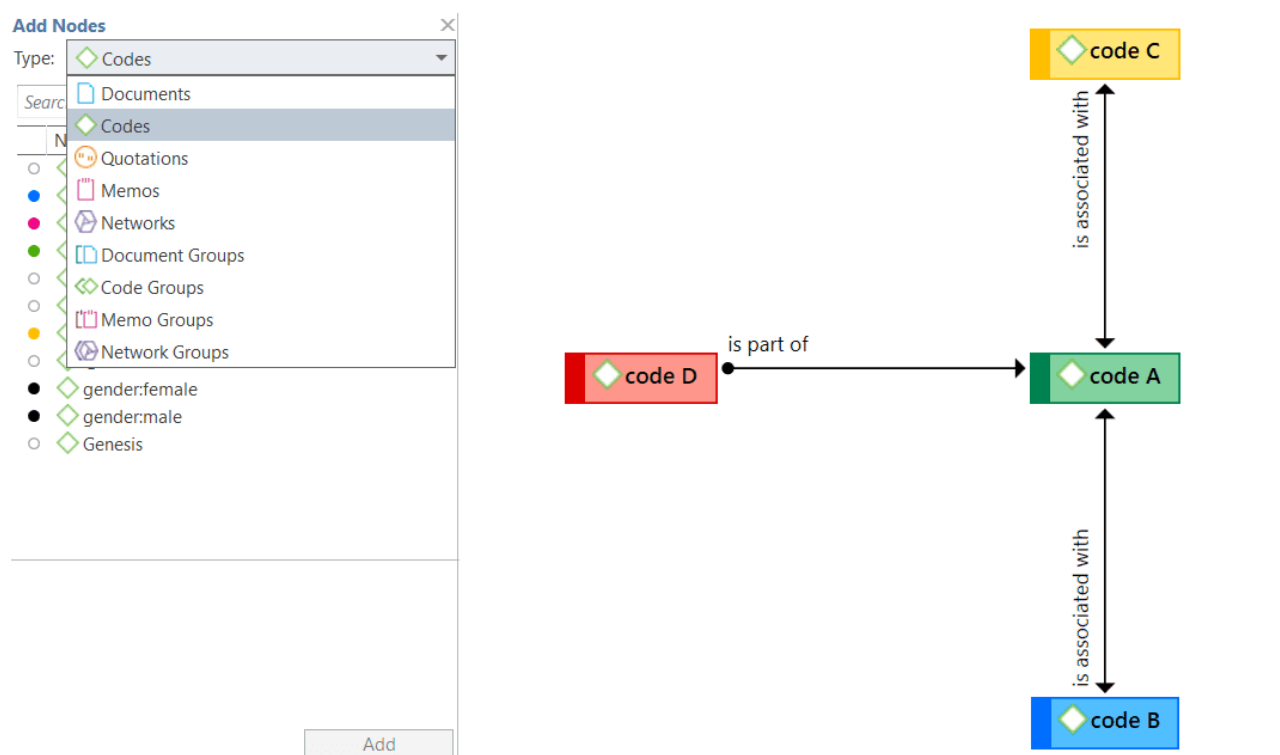 Add Nodes
Type: Codes
Documents
Codes
Quotations
Memos
Networks
Document Groups
Code Groups
Memo Groups
Network Groups
gender:female
gender:male
Genesis
Add
code C
is associated with
is part of
code D
code A
is associated with
code B